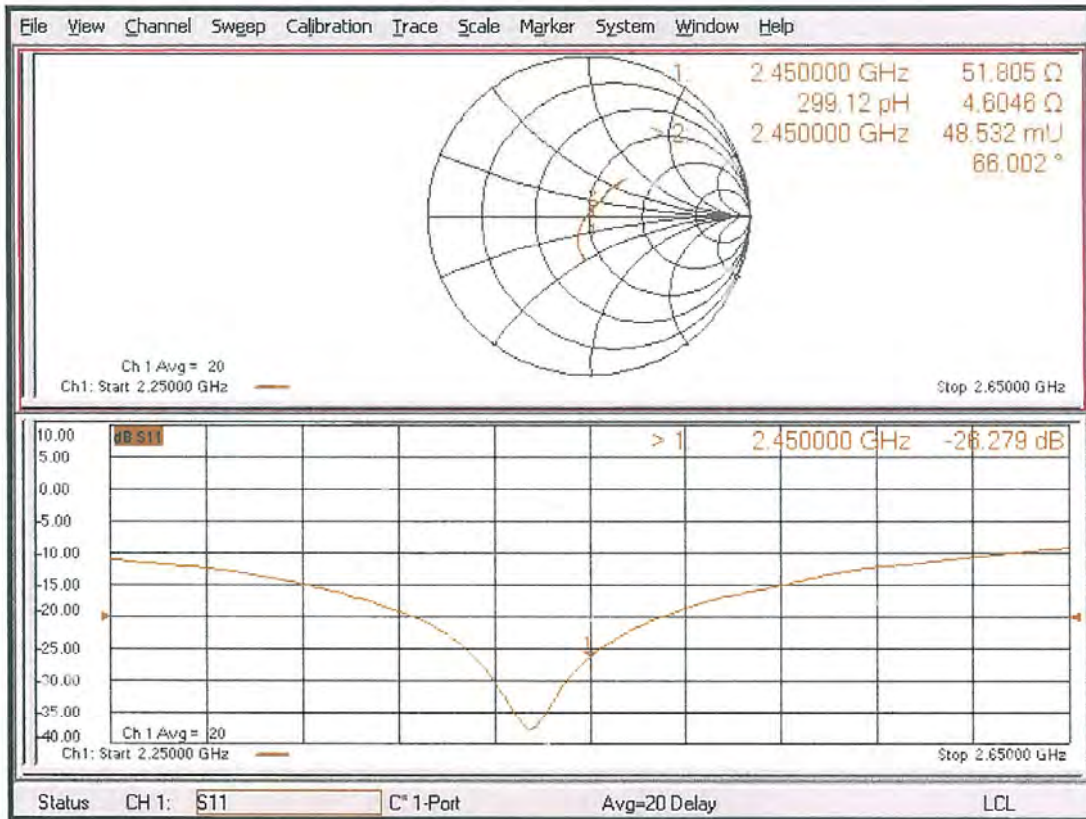 File View Channel Sweep Calibration Trace Scale Marker System Window Help
1. 2.450000 GHz 51.805 Ω
299.12 pH 4.6046 Ω
> 2. 2.450000 GHz 48.532 mU
66.002 °
Ch 1 Avg = 20
Ch1: Start 2.25000 GHz
Stop 2.65000 GHz
10.00
dB S11
> 1. 2.450000 GHz -26.279 dB
5.00
0.00
-5.00
-10.00
-15.00
-20.00
-25.00
1
-30.00
-35.00
-40.00
Ch 1 Avg = 20
Ch1: Start 2.25000 GHz
Stop 2.65000 GHz
Status CH 1: S11 C* 1-Port Avg=20 Delay LCL